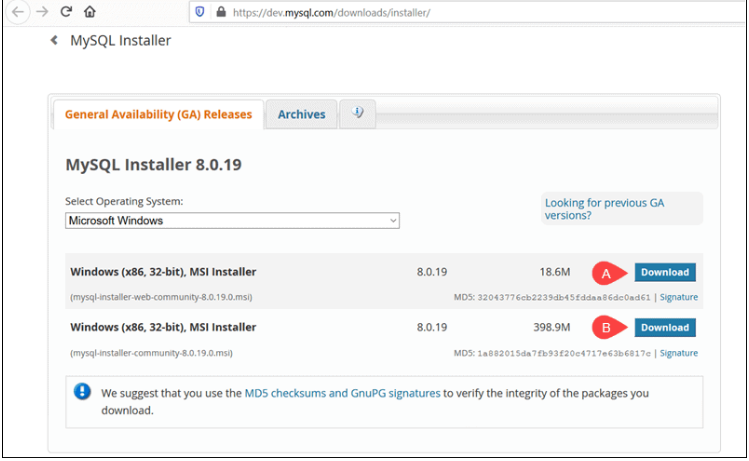 https://dev.mysql.com/downloads/installer/
MySQL Installer
General Availability (GA) Releases
Archives
MySQL Installer 8.0.19
Select Operating System:
Microsoft Windows
Looking for previous GA
versions?
Windows (x86, 32-bit), MSI Installer 8.0.19 18.6M A Download
(mysql-installer-web-community-8.0.19.0.msi) MD5: 32043776cb2239db45fddaa86dc0ad61 | Signature
Windows (x86, 32-bit), MSI Installer 8.0.19 398.9M B Download
(mysql-installer-community-8.0.19.0.msi) MD5: 1a882015da7fb93f20c4717e63b6817c | Signature
We suggest that you use the MD5 checksums and GnuPG signatures to verify the integrity of the packages you
download.